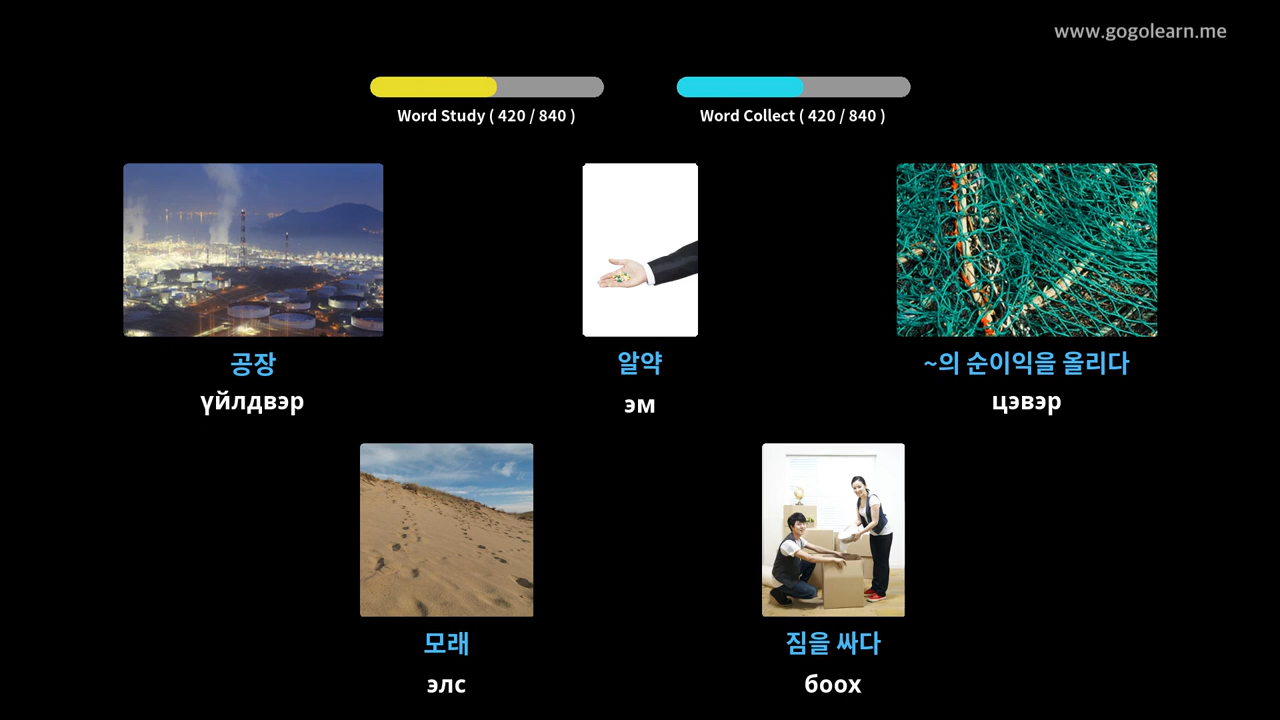 www.gogolearn.me
Word Study ( 420 / 840 )
Word Collect ( 420 / 840 )
공장
үйлдвэр
알약
эм
~의 순이익을 올리다
цэвэр
모래
элс
짐을 싸다
боох